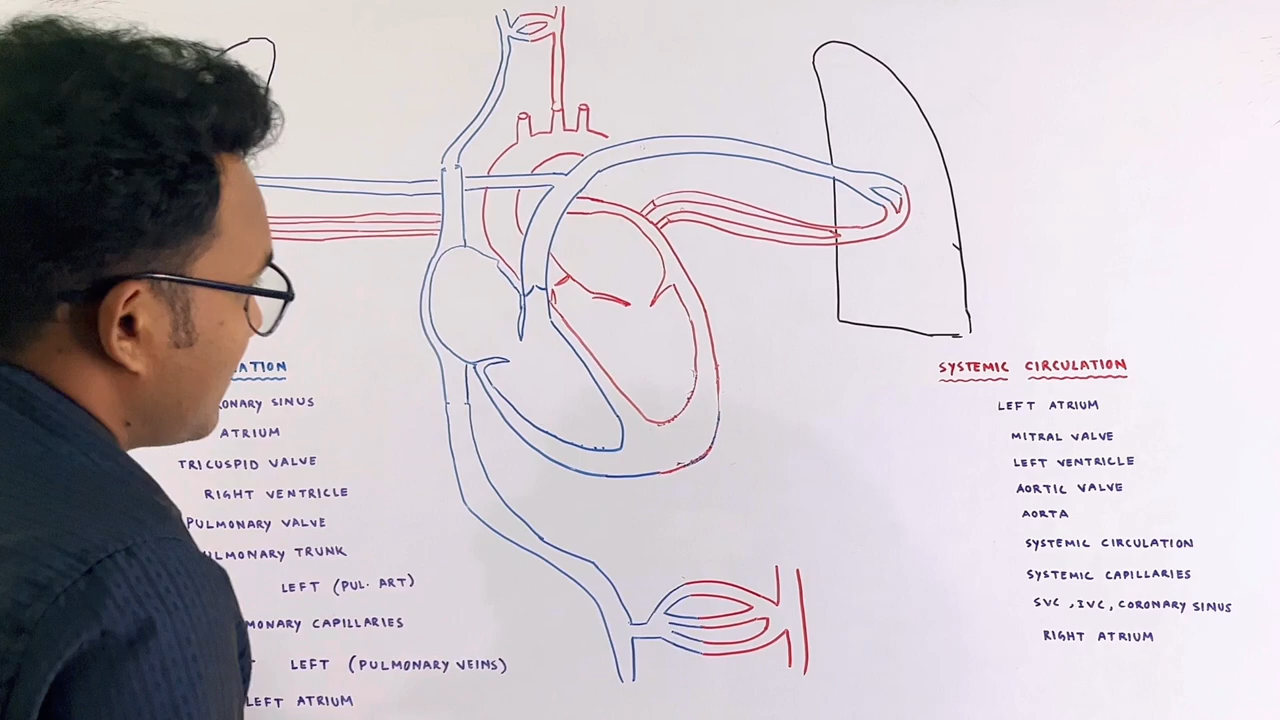 ATION
ONARY SINUS
ATRIUM
TRICUSPID VALVE
RIGHT VENTRICLE
PULMONARY VALVE
ULMONARY TRUNK
LEFT (PUL. ART)
MONARY CAPILLARIES
LEFT (PULMONARY VEINS)
LEFT ATRIUM
SYSTEMIC CIRCULATION
LEFT ATRIUM
MITRAL VALVE
LEFT VENTRICLE
AORTIC VALVE
AORTA
SYSTEMIC CIRCULATION
SYSTEMIC CAPILLARIES
SVC, IVC, CORONARY SINUS
RIGHT ATRIUM